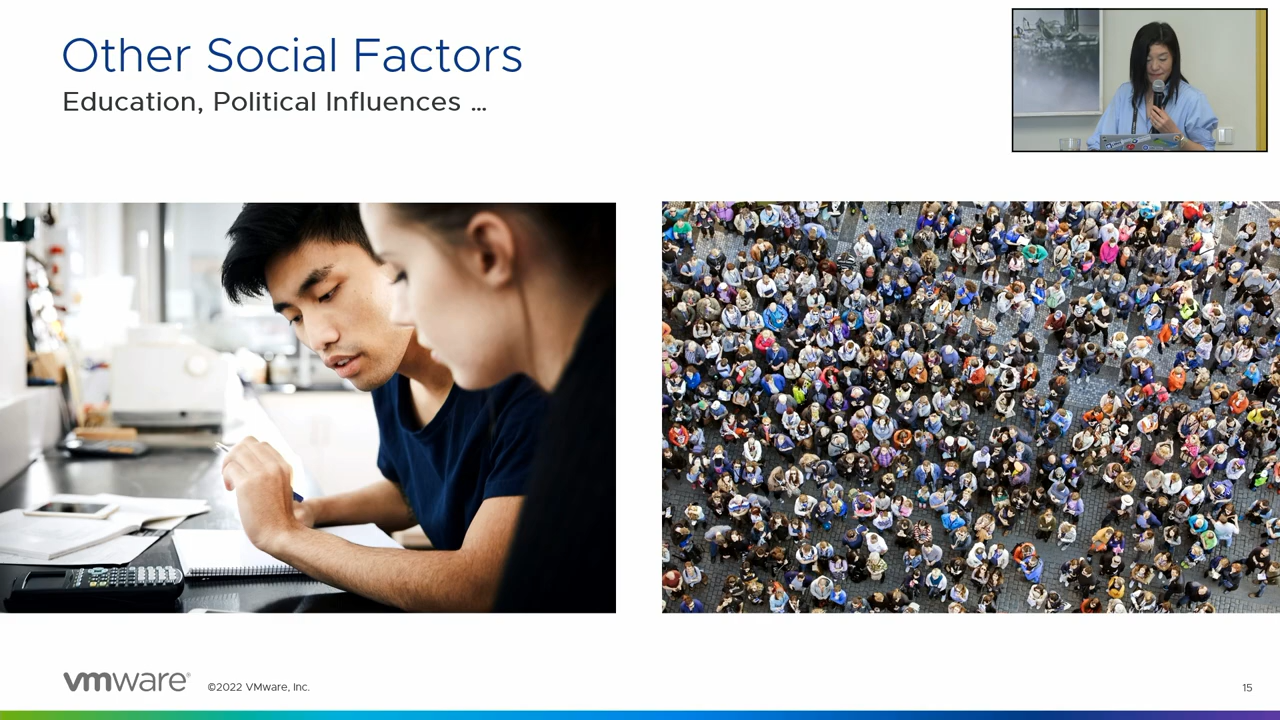 Other Social Factors
Education, Political Influences ...
vmware®
©2022 VMware, Inc.
15